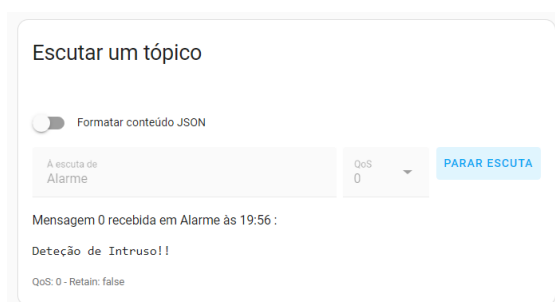 Escutar um tópico
Formatar conteúdo JSON
À escuta de
Alarme
QoS
0
PARAR ESCUTA
Mensagem 0 recebida em Alarme às 19:56 :
Deteção de Intruso!!
QoS: 0 - Retain: false